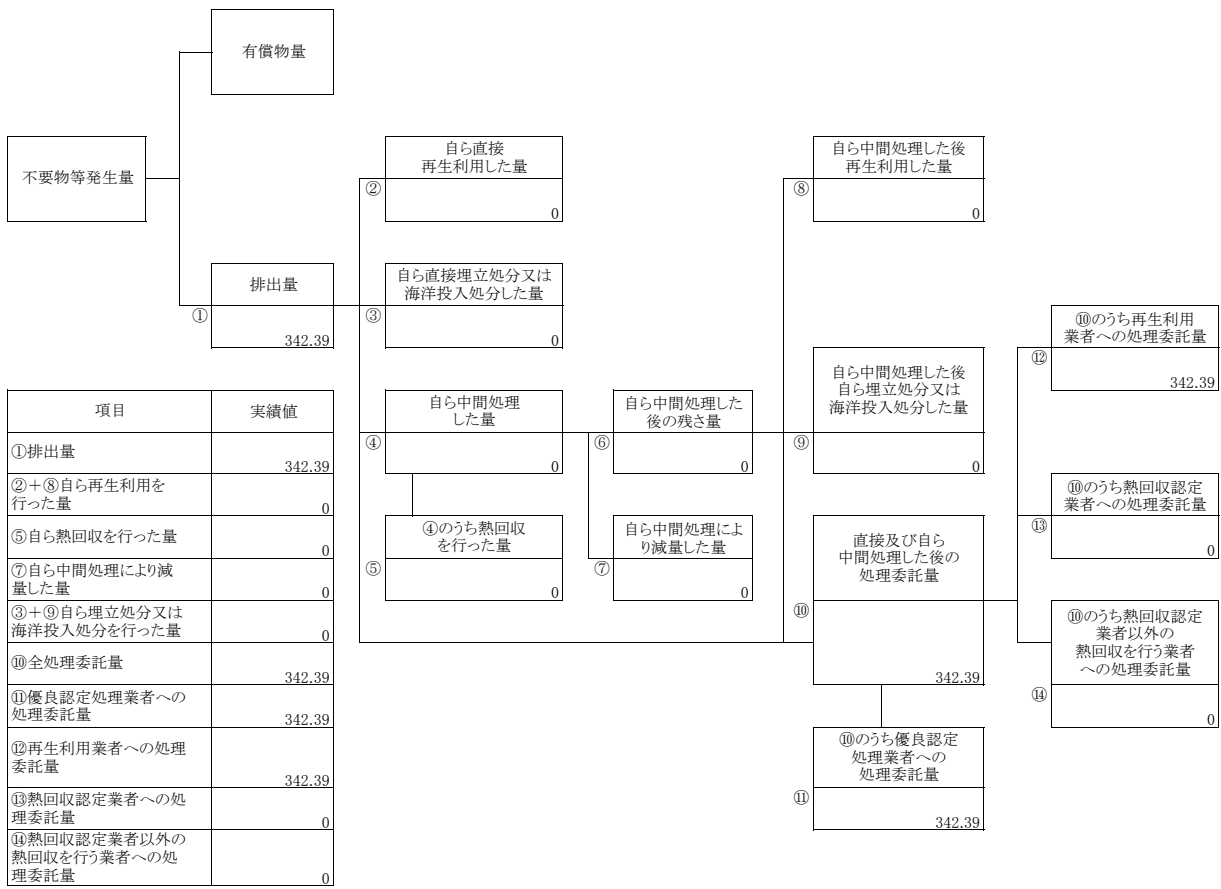 有償物量
不要物等発生量
自ら直接
再生利用した量
②
0
自ら中間処理した後
再生利用した量
⑧
0
排出量
①
342.39
自ら直接埋立処分又は
海洋投入処分した量
③
0
⑩のうち再生利用
業者への処理委託量
⑫
342.39
自ら中間処理
した量
④
0
自ら中間処理した
後の残さ量
⑥
0
自ら中間処理した後
自ら埋立処分又は
海洋投入処分した量
⑨
0
⑩のうち熱回収認定
業者への処理委託量
⑬
0
④のうち熱回収
を行った量
⑤
0
自ら中間処理によ
り減量した量
⑦
0
直接及び自ら
中間処理した後の
処理委託量
⑩
342.39
⑩のうち熱回収認定
業者以外の
熱回収を行う業者
への処理委託量
⑭
0
⑩のうち優良認定
処理業者への
処理委託量
⑪
342.39
項目 実績値
①排出量
342.39
②+⑧自ら再生利用を
行った量
0
⑤自ら熱回収を行った量
0
⑦自ら中間処理により減
量した量
0
③+⑨自ら埋立処分又は
海洋投入処分を行った量
0
⑩全処理委託量
342.39
⑪優良認定処理業者への
処理委託量
342.39
⑫再生利用業者への処理
委託量
342.39
⑬熱回収認定業者への処
理委託量
0
⑭熱回収認定業者以外の
熱回収を行う業者への処
理委託量
0